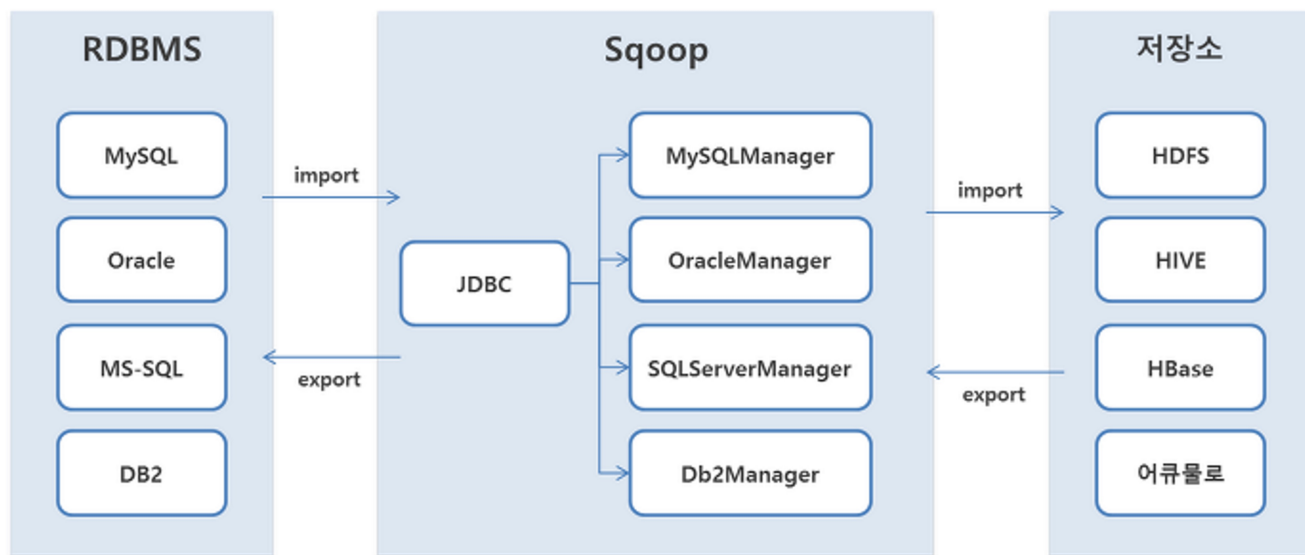 RDBMS
MySQL
Oracle
MS-SQL
DB2
import
export
Sqoop
JDBC
MySQLManager
OracleManager
SQLServerManager
Db2Manager
import
export
저장소
HDFS
HIVE
HBase
어큐물로